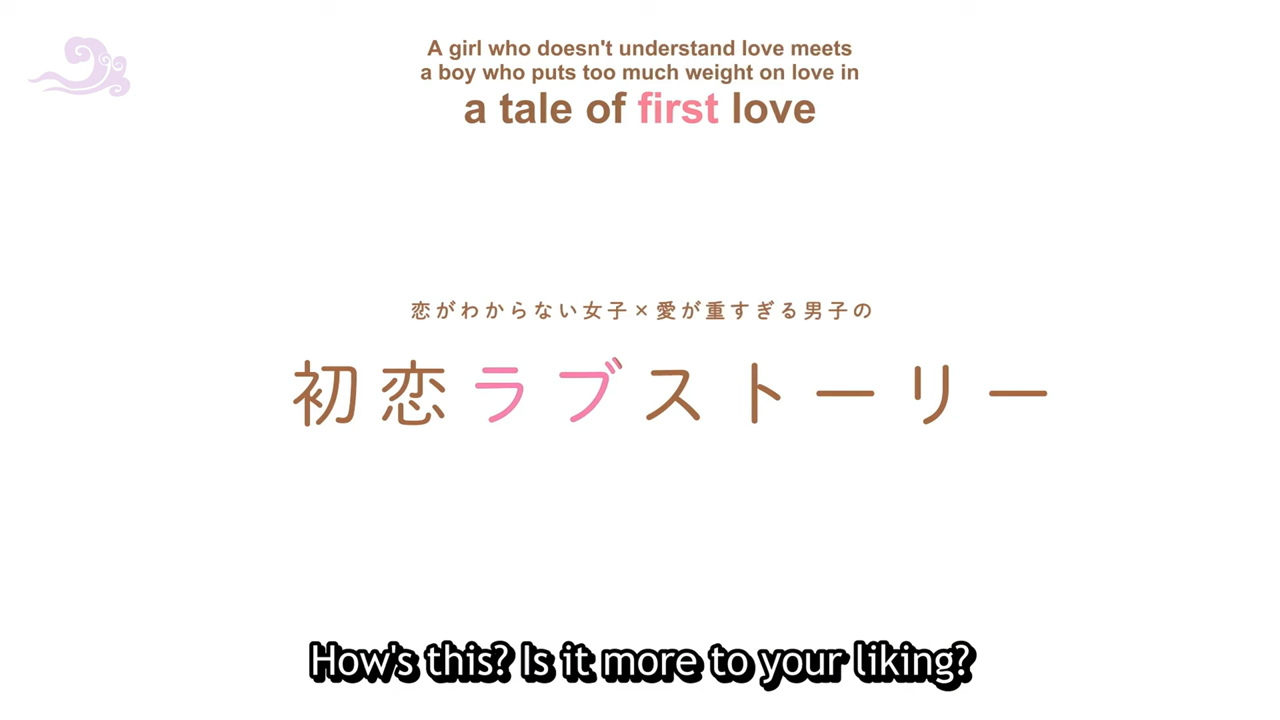 A girl who doesn't understand love meets
a boy who puts too much weight on love in
a tale of first love
恋がわからない女子×愛が重すぎる男子の
初恋ラブストーリー
How's this? Is it more to your liking?